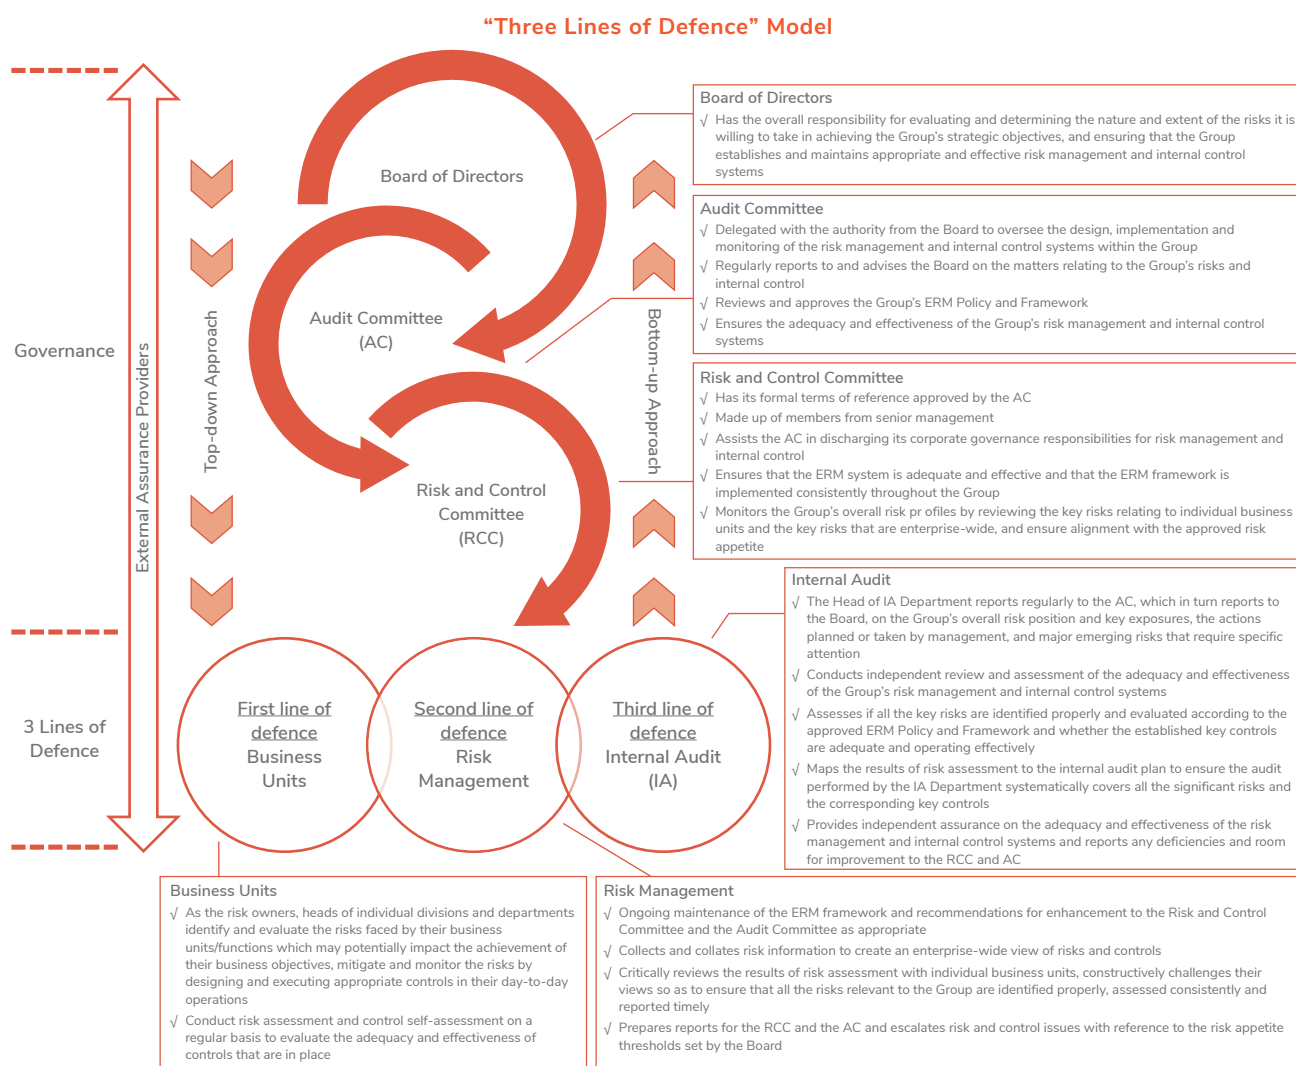 “Three Lines of Defence” Model
Governance
3 Lines of
Defence
External Assurance Providers
Top-down Approach
Board of Directors
Audit Committee
(AC)
Risk and Control
Committee
(RCC)
Bottom-up Approach
First line of
defence
Business
Units
Second line of
defence
Risk
Management
Third line of
defence
Internal Audit
(IA)
Board of Directors
√ Has the overall responsibility for evaluating and determining the nature and extent of the risks it is
willing to take in achieving the Group’s strategic objectives, and ensuring that the Group
establishes and maintains appropriate and effective risk management and internal control
systems
Audit Committee
√ Delegated with the authority from the Board to oversee the design, implementation and
monitoring of the risk management and internal control systems within the Group
√ Regularly reports to and advises the Board on the matters relating to the Group’s risks and
internal control
√ Reviews and approves the Group’s ERM Policy and Framework
√ Ensures the adequacy and effectiveness of the Group’s risk management and internal control
systems
Risk and Control Committee
√ Has its formal terms of reference approved by the AC
√ Made up of members from senior management
√ Assists the AC in discharging its corporate governance responsibilities for risk management and
internal control
√ Ensures that the ERM system is adequate and effective and that the ERM framework is
implemented consistently throughout the Group
√ Monitors the Group’s overall risk pr ofiles by reviewing the key risks relating to individual business
units and the key risks that are enterprise-wide, and ensure alignment with the approved risk
appetite
Internal Audit
√ The Head of IA Department reports regularly to the AC, which in turn reports to
the Board, on the Group’s overall risk position and key exposures, the actions
planned or taken by management, and major emerging risks that require specific
attention
√ Conducts independent review and assessment of the adequacy and effectiveness
of the Group’s risk management and internal control systems
√ Assesses if all the key risks are identified properly and evaluated according to the
approved ERM Policy and Framework and whether the established key controls
are adequate and operating effectively
√ Maps the results of risk assessment to the internal audit plan to ensure the audit
performed by the IA Department systematically covers all the significant risks and
the corresponding key controls
√ Provides independent assurance on the adequacy and effectiveness of the risk
management and internal control systems and reports any deficiencies and room
for improvement to the RCC and AC
Business Units
√ As the risk owners, heads of individual divisions and departments
identify and evaluate the risks faced by their business
units/functions which may potentially impact the achievement of
their business objectives, mitigate and monitor the risks by
designing and executing appropriate controls in their day-to-day
operations
√ Conduct risk assessment and control self-assessment on a
regular basis to evaluate the adequacy and effectiveness of
controls that are in place
Risk Management
√ Ongoing maintenance of the ERM framework and recommendations for enhancement to the Risk and Control
Committee and the Audit Committee as appropriate
√ Collects and collates risk information to create an enterprise-wide view of risks and controls
√ Critically reviews the results of risk assessment with individual business units, constructively challenges their
views so as to ensure that all the risks relevant to the Group are identified properly, assessed consistently and
reported timely
√ Prepares reports for the RCC and the AC and escalates risk and control issues with reference to the risk appetite
thresholds set by the Board